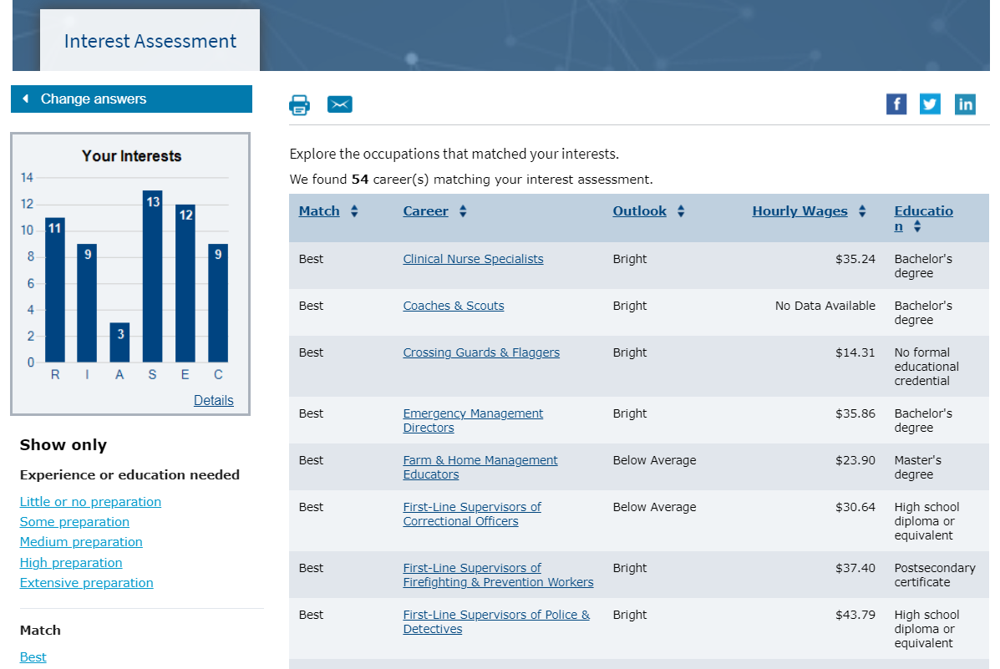 Interest Assessment
Change answers
Your Interests
14
12
10
8
6
4
2
0
11
9
3
13
12
9
R I A S E C
Details
Show only
Experience or education needed
Little or no preparation
Some preparation
Medium preparation
High preparation
Extensive preparation
Match
Best
f in
Explore the occupations that matched your interests.
We found 54 career(s) matching your interest assessment.
Match Career Outlook Hourly Wages Educatio
n
Best Clinical Nurse Specialists Bright $35.24 Bachelor's
degree
Best Coaches & Scouts Bright No Data Available Bachelor's
degree
Best Crossing Guards & Flaggers Bright $14.31 No formal
educational
credential
Best Emergency Management Bright $35.86 Bachelor's
Directors degree
Best Farm & Home Management Below Average $23.90 Master's
Educators degree
Best First-Line Supervisors of Below Average $30.64 High school
Correctional Officers diploma or
equivalent
Best First-Line Supervisors of Bright $37.40 Postsecondary
Firefighting & Prevention Workers certificate
Best First-Line Supervisors of Police & Bright $43.79 High school
Detectives diploma or
equivalent